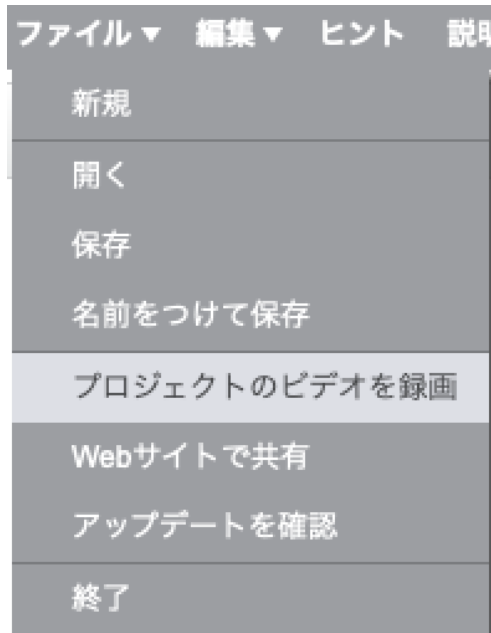 ファイル▼ 編集▼ ヒント 説明
新規
開く
保存
名前をつけて保存
プロジェクトのビデオを録画
Webサイトで共有
アップデートを確認
終了